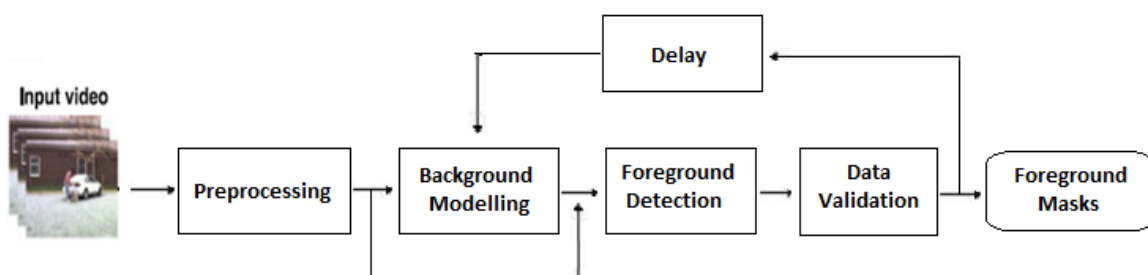 Delay
Input video
Preprocessing
Background
Modelling
Foreground
Detection
Data
Validation
Foreground
Masks